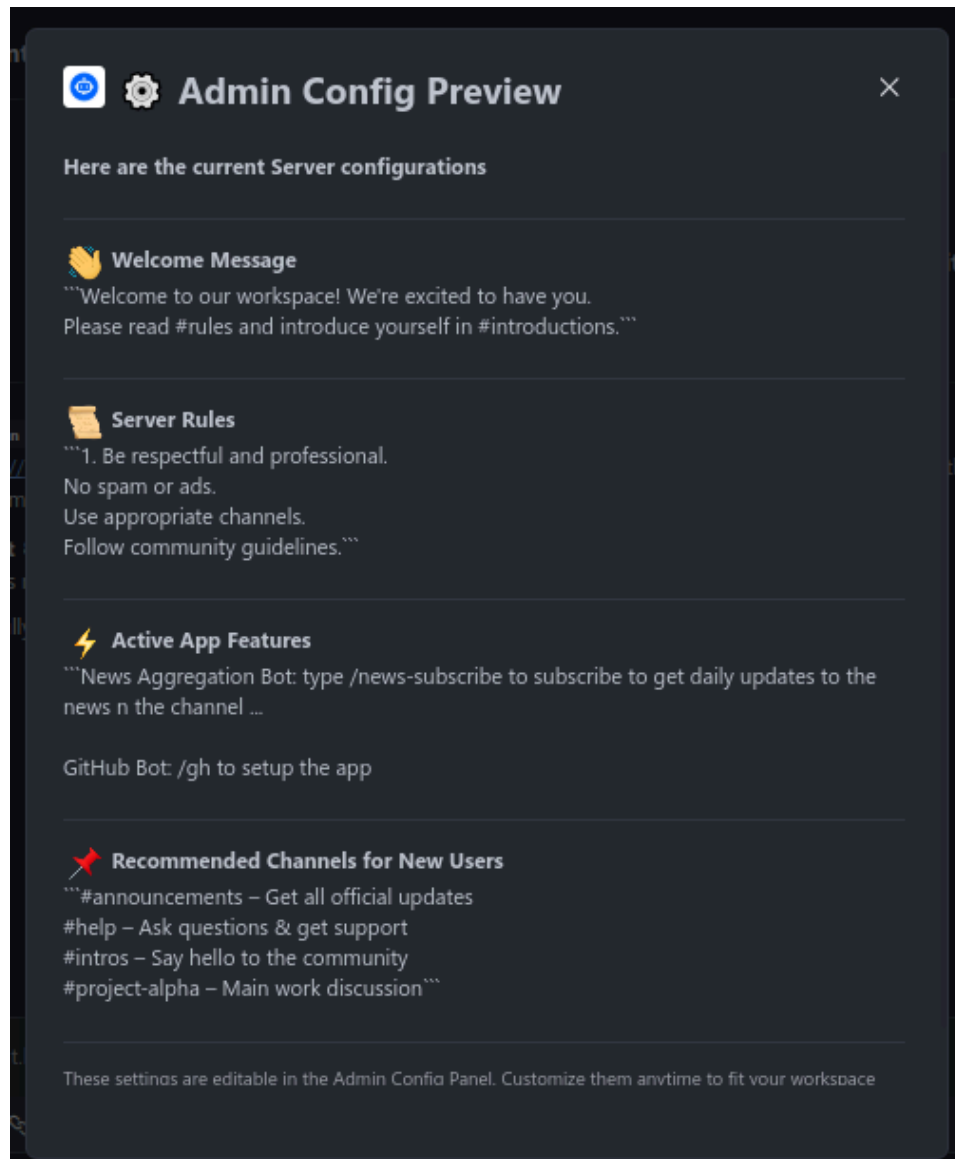 Admin Config Preview
Here are the current Server configurations
Welcome Message
```Welcome to our workspace! We're excited to have you.
Please read #rules and introduce yourself in #introductions.```
Server Rules
```1. Be respectful and professional.
No spam or ads.
Use appropriate channels.
Follow community guidelines.```
Active App Features
```News Aggregation Bot: type /news-subscribe to subscribe to get daily updates to the
news n the channel ...
GitHub Bot: /gh to setup the app
Recommended Channels for New Users
```#announcements – Get all official updates
#help – Ask questions & get support
#intros – Say hello to the community
#project-alpha – Main work discussion```
These settings are editable in the Admin Config Panel. Customize them anytime to fit your workspace